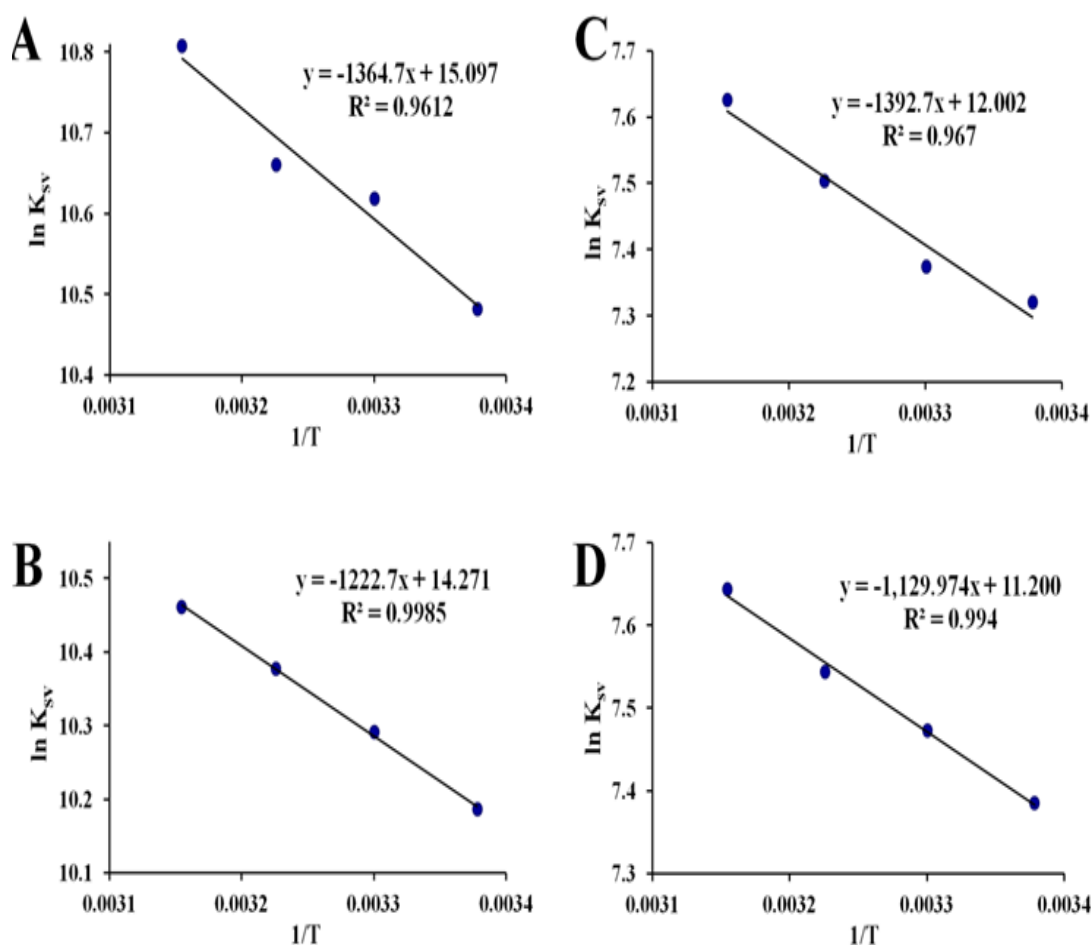 A
10.8
10.7
10.6
10.5
10.4
ln Ksv
y = -1364.7x + 15.097
R² = 0.9612
0.0031 0.0032 0.0033 0.0034
1/T
C
7.7
7.6
7.5
7.4
7.3
7.2
ln Ksv
y = -1392.7x + 12.002
R² = 0.967
0.0031 0.0032 0.0033 0.0034
1/T
B
10.5
10.4
10.3
10.2
10.1
ln Ksv
y = -1222.7x + 14.271
R² = 0.9985
0.0031 0.0032 0.0033 0.0034
1/T
D
7.7
7.6
7.5
7.4
7.3
ln Ksv
y = -1,129.974x + 11.200
R² = 0.994
0.0031 0.0032 0.0033 0.0034
1/T